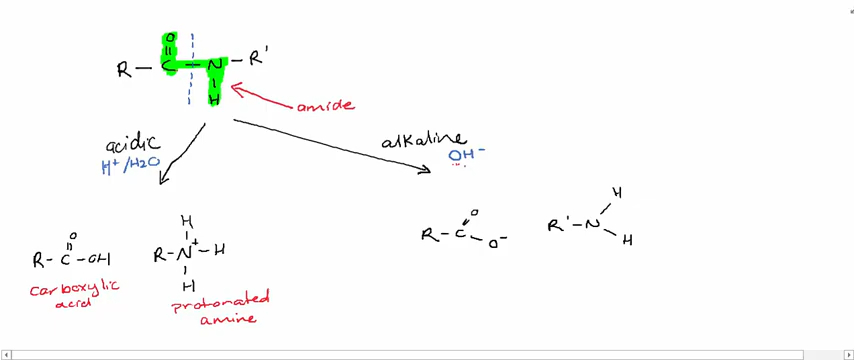 O
R — C — N — R'
H
amide
acidic
H⁺/H2O
alkaline
OH⁻
O
R — C — OH
carboxylic
acid
H
R — N⁺ — H
H
protonated
amine
O
R — C — O⁻
H
R' — N
H